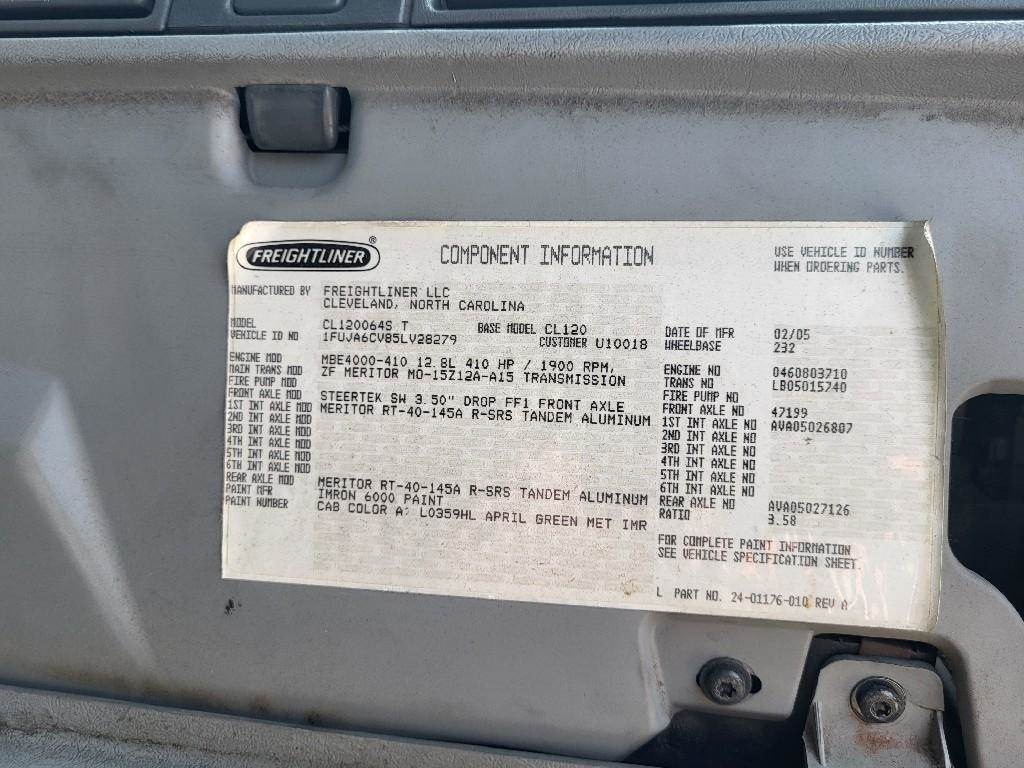 FREIGHTLINER ®
COMPONENT INFORMATION
USE VEHICLE ID NUMBER
WHEN ORDERING PARTS.
MANUFACTURED BY FREIGHTLINER LLC
CLEVELAND, NORTH CAROLINA
MODEL CL120064S T BASE MODEL CL120
VEHICLE ID NO 1FUJA6CV85LV28279 CUSTOMER U10018
DATE OF MFR 02/05
WHEELBASE 232
ENGINE MOD MBE4000-410 12.8L 410 HP / 1900 RPM,
MAIN TRANS MOD ZF MERITOR MO-15Z12A-A15 TRANSMISSION
FIRE PUMP MOD
FRONT AXLE MOD STEERTEK SW 3.50" DROP FF1 FRONT AXLE
1ST INT AXLE MOD MERITOR RT-40-145A R-SRS TANDEM ALUMINUM
2ND INT AXLE MOD
3RD INT AXLE MOD
4TH INT AXLE MOD
5TH INT AXLE MOD
6TH INT AXLE MOD
REAR AXLE MOD MERITOR RT-40-145A R-SRS TANDEM ALUMINUM
PAINT MFR IMRON 6000 PAINT
PAINT NUMBER CAB COLOR A: L0359HL APRIL GREEN MET IMR
ENGINE NO 0460803710
TRANS NO LB05015740
FIRE PUMP NO
FRONT AXLE NO 47199
1ST INT AXLE NO AVA05026807
2ND INT AXLE NO
3RD INT AXLE NO
4TH INT AXLE NO
5TH INT AXLE NO
6TH INT AXLE NO
REAR AXLE NO AVA05027126
RATIO 3.58
FOR COMPLETE PAINT INFORMATION
SEE VEHICLE SPECIFICATION SHEET.
L PART NO. 24-01176-010 REV A